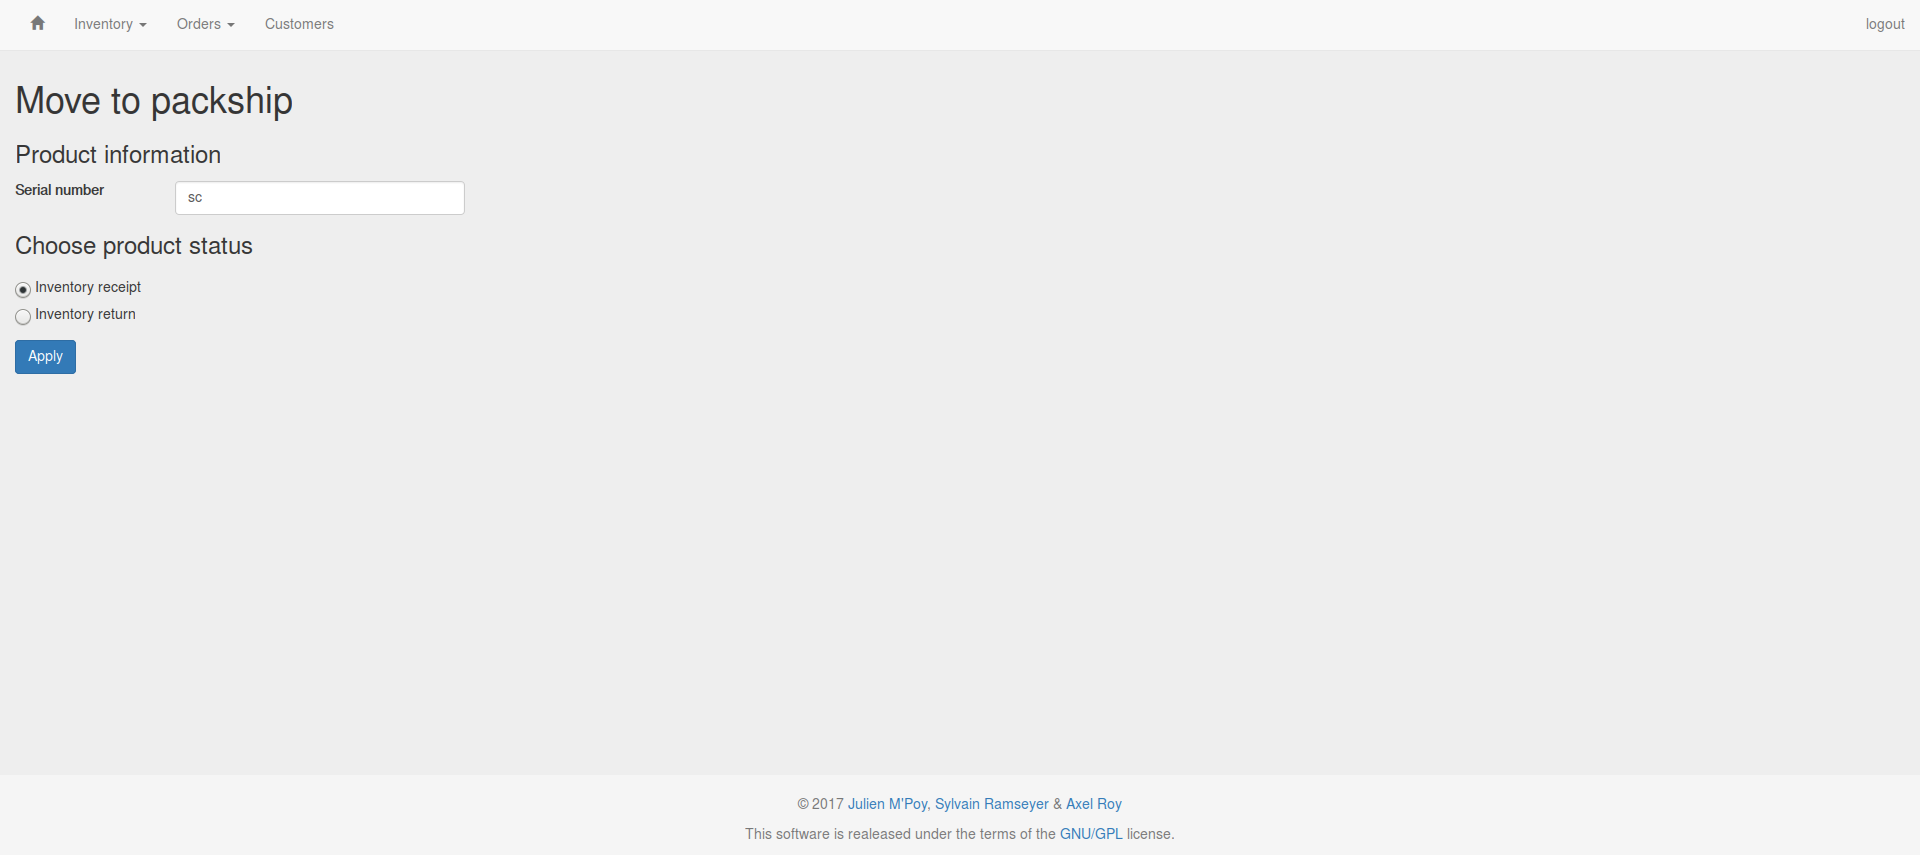 Inventory Orders Customers logout
Move to packship
Product information
Serial number sc
Choose product status
Inventory receipt
Inventory return
Apply
© 2017 Julien M'Poy, Sylvain Ramseyer & Axel Roy
This software is realeased under the terms of the GNU/GPL license.